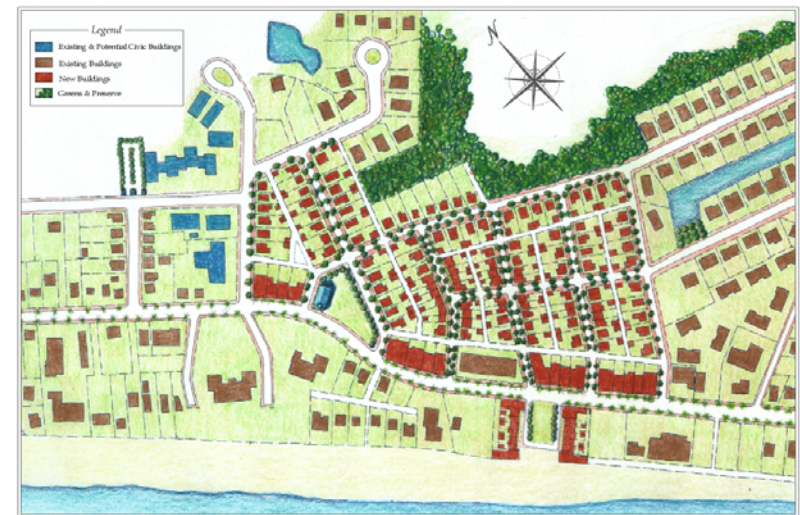 Legend
Existing & Potential Civic Buildings
Existing Buildings
New Buildings
Greens & Preserve
N